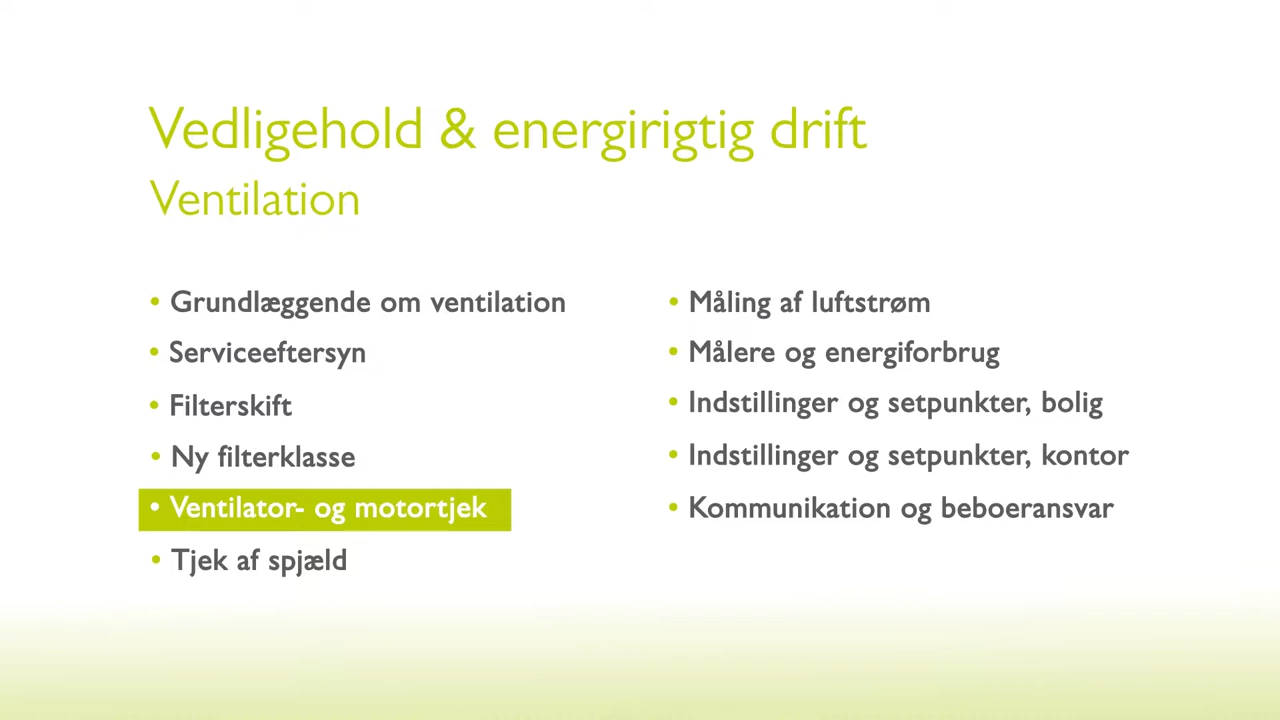 Vedligehold & energirigtig drift
Ventilation
• Grundlæggende om ventilation
• Serviceeftersyn
• Filterskift
• Ny filterklasse
• Ventilator- og motortjek
• Tjek af spjæld
• Måling af luftstrøm
• Målere og energiforbrug
• Indstillinger og setpunkter, bolig
• Indstillinger og setpunkter, kontor
• Kommunikation og beboeransvar